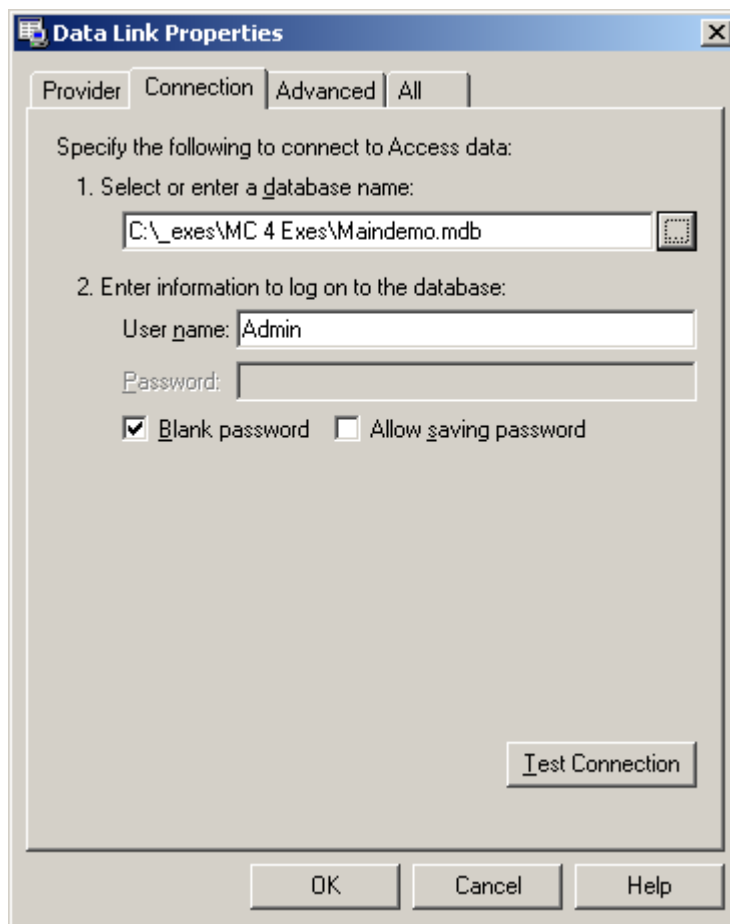 Data Link Properties
Provider Connection Advanced All
Specify the following to connect to Access data:
1. Select or enter a database name:
C:\_exes\MC 4 Exes\Maindemo.mdb ...
2. Enter information to log on to the database:
User name: Admin
Password:
Blank password Allow saving password
Test Connection
OK Cancel Help